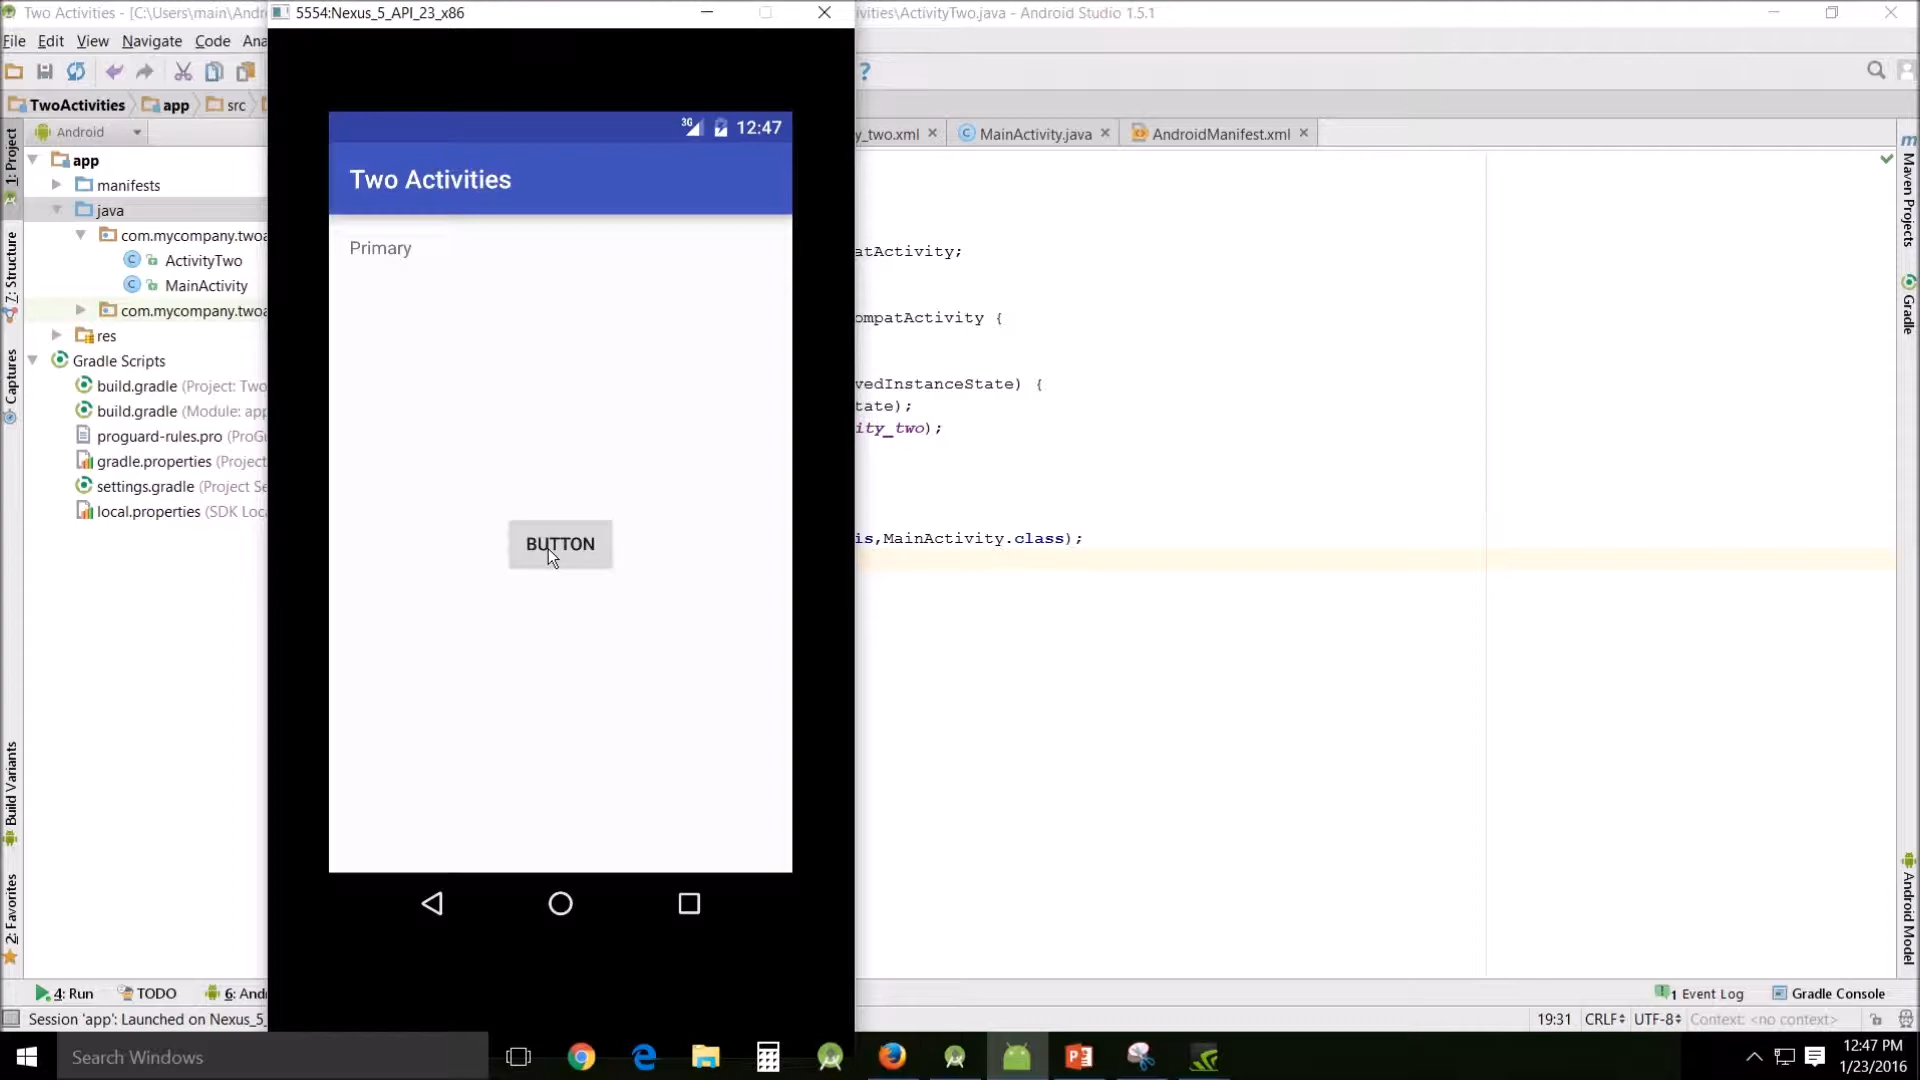 Two Activities - [C:\Users\main\Andr
5554:Nexus_5_API_23_x86
ivities\ActivityTwo.java - Android Studio 1.5.1
File Edit View Navigate Code Ana
?
TwoActivities app src
Android
y_two.xml MainActivity.java AndroidManifest.xml
1: Project
7: Structure
Captures
Build Variants
2: Favorites
app
manifests
java
com.mycompany.twoa
ActivityTwo
MainActivity
com.mycompany.twoa
res
Gradle Scripts
build.gradle (Project: Two
build.gradle (Module: app
proguard-rules.pro (ProGu
gradle.properties (Project
settings.gradle (Project Se
local.properties (SDK Loc
3G 12:47
Two Activities
Primary
BUTTON
atActivity;
ompatActivity {
vedInstanceState) {
tate);
ity_two);
is,MainActivity.class);
m Maven Projects
Gradle
Android Model
4: Run TODO 6: And
1 Event Log Gradle Console
Session 'app': Launched on Nexus_5_
19:31 CRLF UTF-8 Context: <no context>
Search Windows
12:47 PM
1/23/2016